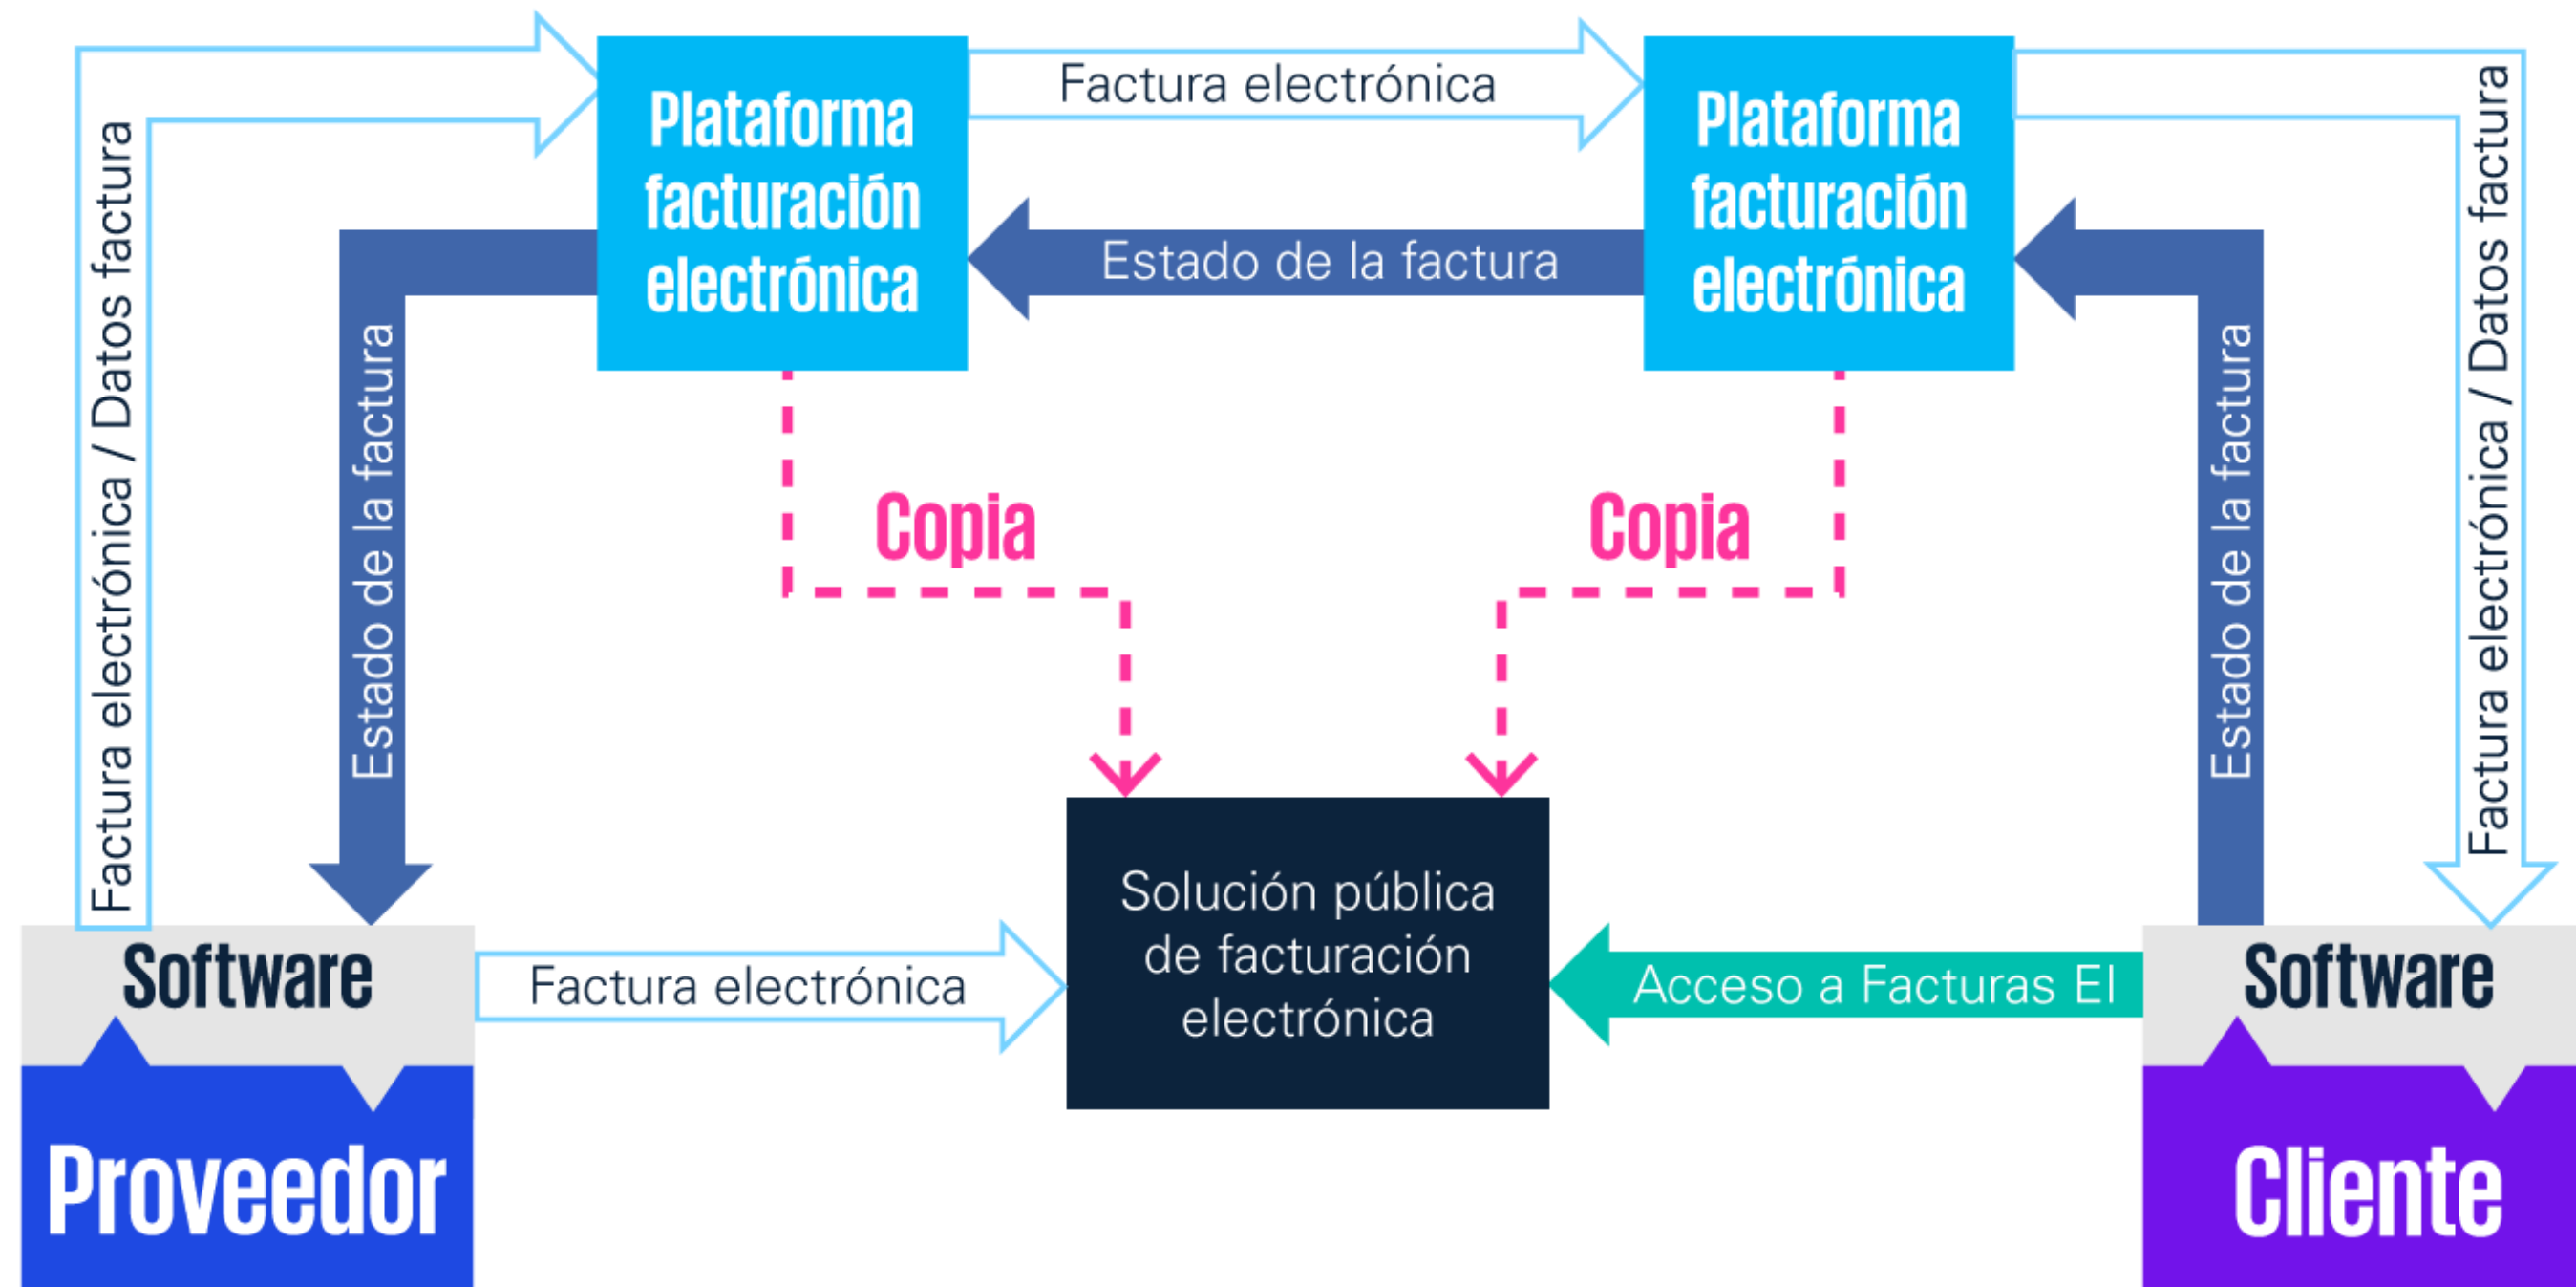 Factura electrónica / Datos factura
Plataforma
facturación
electrónica
Factura electrónica
Estado de la factura
Plataforma
facturación
electrónica
Factura electrónica / Datos factura
Estado de la factura
Estado de la factura
Copia
Copia
Software
Proveedor
Factura electrónica
Solución pública
de facturación
electrónica
Acceso a Facturas El
Software
Cliente